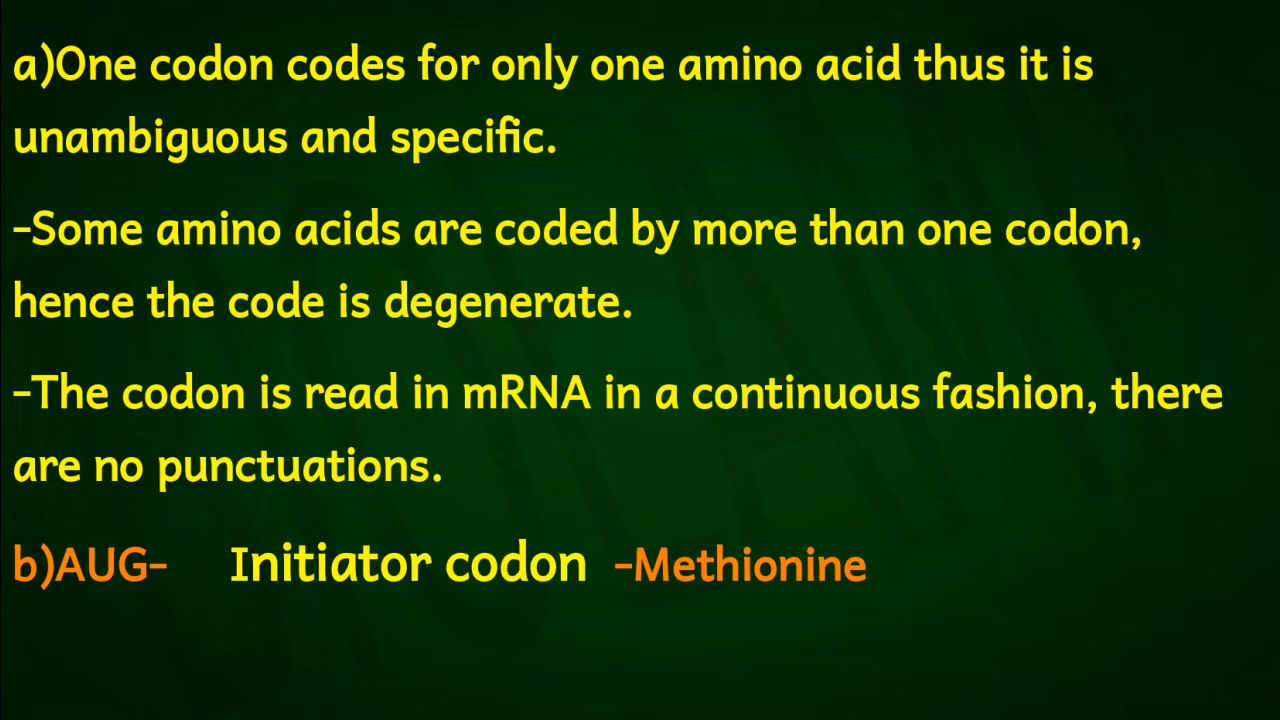 a)One codon codes for only one amino acid thus it is
unambiguous and specific.
-Some amino acids are coded by more than one codon,
hence the code is degenerate.
-The codon is read in mRNA in a continuous fashion, there
are no punctuations.
b)AUG- Initiator codon -Methionine